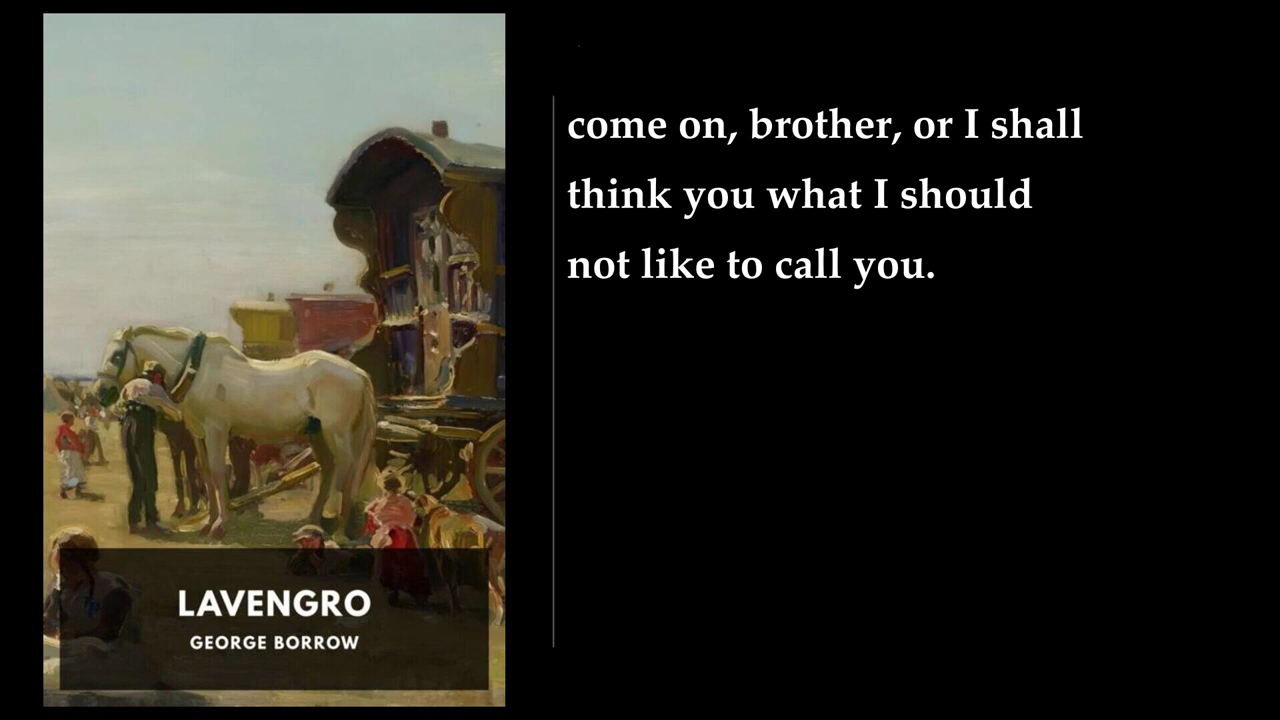 come on, brother, or I shall
think you what I should
not like to call you.
LAVENGRO
GEORGE BORROW